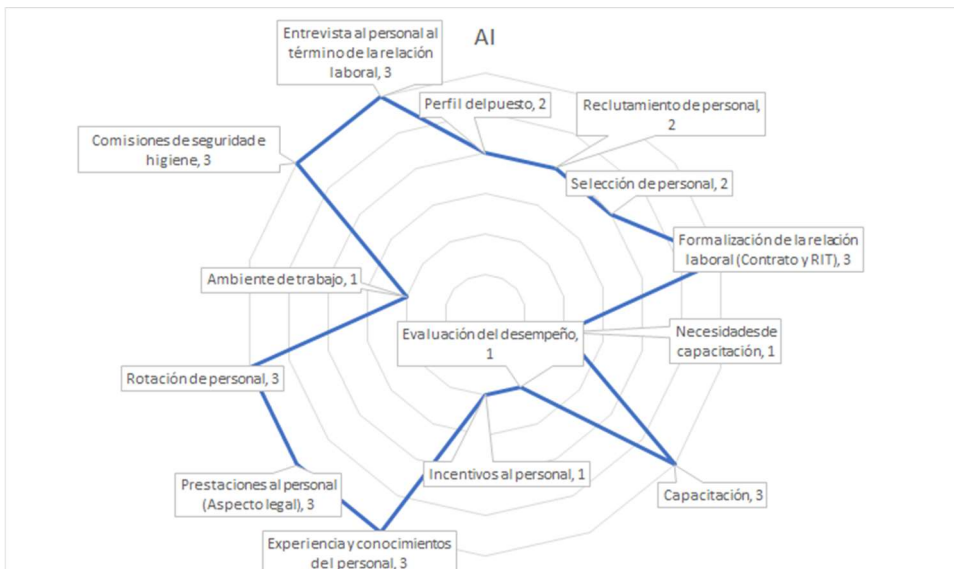 AI
Entrevista al personal al
término de la relación
laboral, 3
Perfil del puesto, 2
Reclutamiento de personal,
2
Comisiones de seguridad e
higiene, 3
Selección de personal, 2
Formalización de la relación
laboral (Contrato y RIT), 3
Ambiente de trabajo, 1
Evaluación del desempeño,
1
Necesidades de
capacitación, 1
Rotación de personal, 3
Incentivos al personal, 1
Prestaciones al personal
(Aspecto legal), 3
Capacitación, 3
Experiencia y conocimientos
del personal, 3